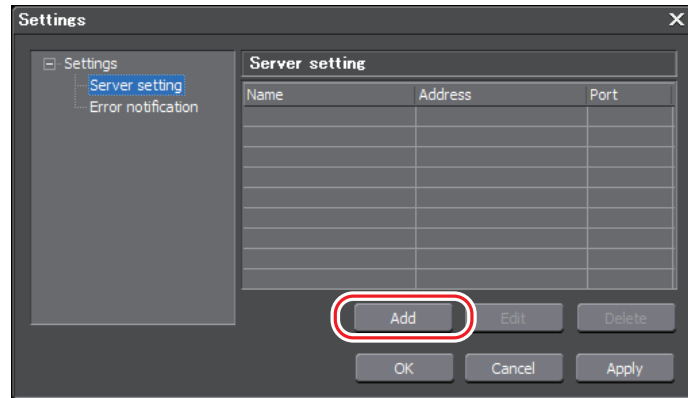 Settings
Settings
Server setting
Error notification
Server setting
Name Address Port
Add Edit Delete
OK Cancel Apply